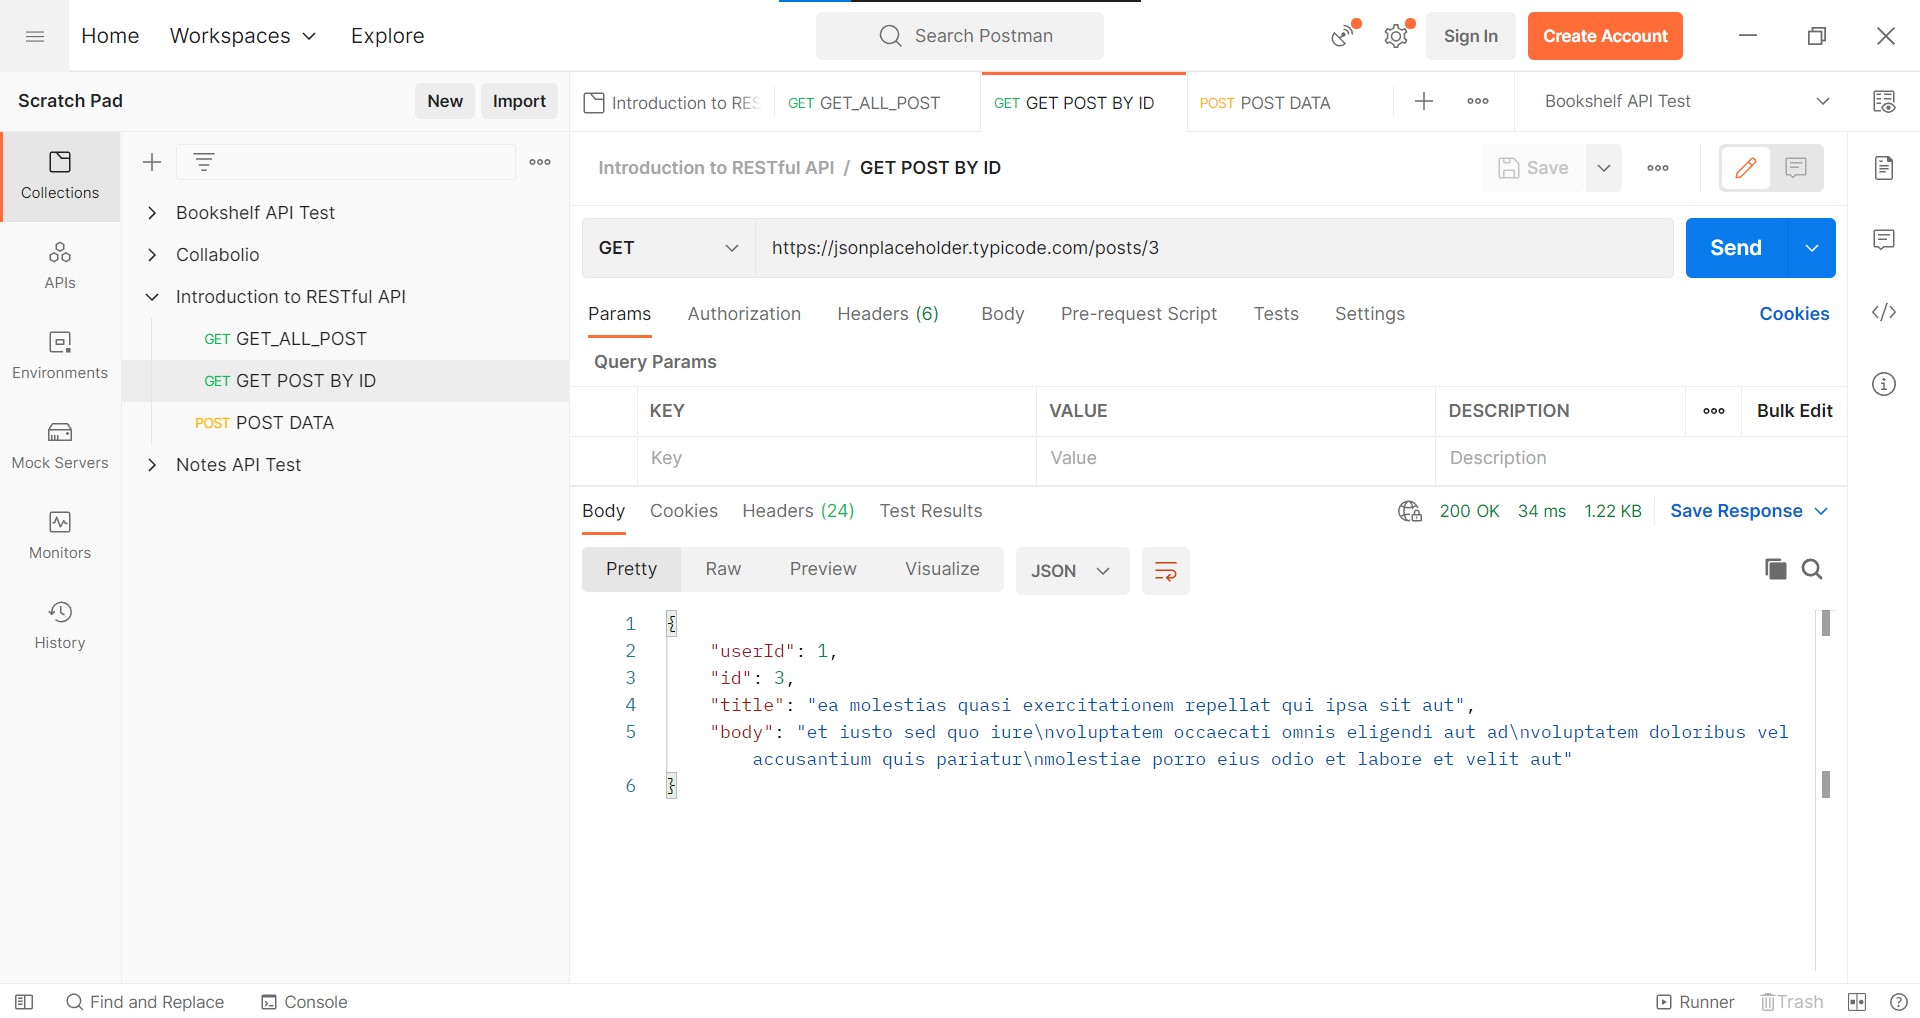 Home Workspaces Explore Search Postman Sign In Create Account
Scratch Pad New Import
Introduction to RES GET GET_ALL_POST GET GET POST BY ID POST POST DATA Bookshelf API Test
Collections
APIs
Environments
Mock Servers
Monitors
History
Bookshelf API Test
Collabolio
Introduction to RESTful API
GET GET_ALL_POST
GET GET POST BY ID
POST POST DATA
Notes API Test
Introduction to RESTful API / GET POST BY ID Save
GET https://jsonplaceholder.typicode.com/posts/3 Send
Params Authorization Headers (6) Body Pre-request Script Tests Settings Cookies
Query Params
KEY VALUE DESCRIPTION Bulk Edit
Key Value Description
Body Cookies Headers (24) Test Results 200 OK 34 ms 1.22 KB Save Response
Pretty Raw Preview Visualize JSON
1 {
2 "userId": 1,
3 "id": 3,
4 "title": "ea molestias quasi exercitationem repellat qui ipsa sit aut",
5 "body": "et iusto sed quo iure\nvoluptatem occaecati omnis eligendi aut ad\nvoluptatem doloribus vel
accusantium quis pariatur\nmolestiae porro eius odio et labore et velit aut"
6 }
Find and Replace Console Runner Trash